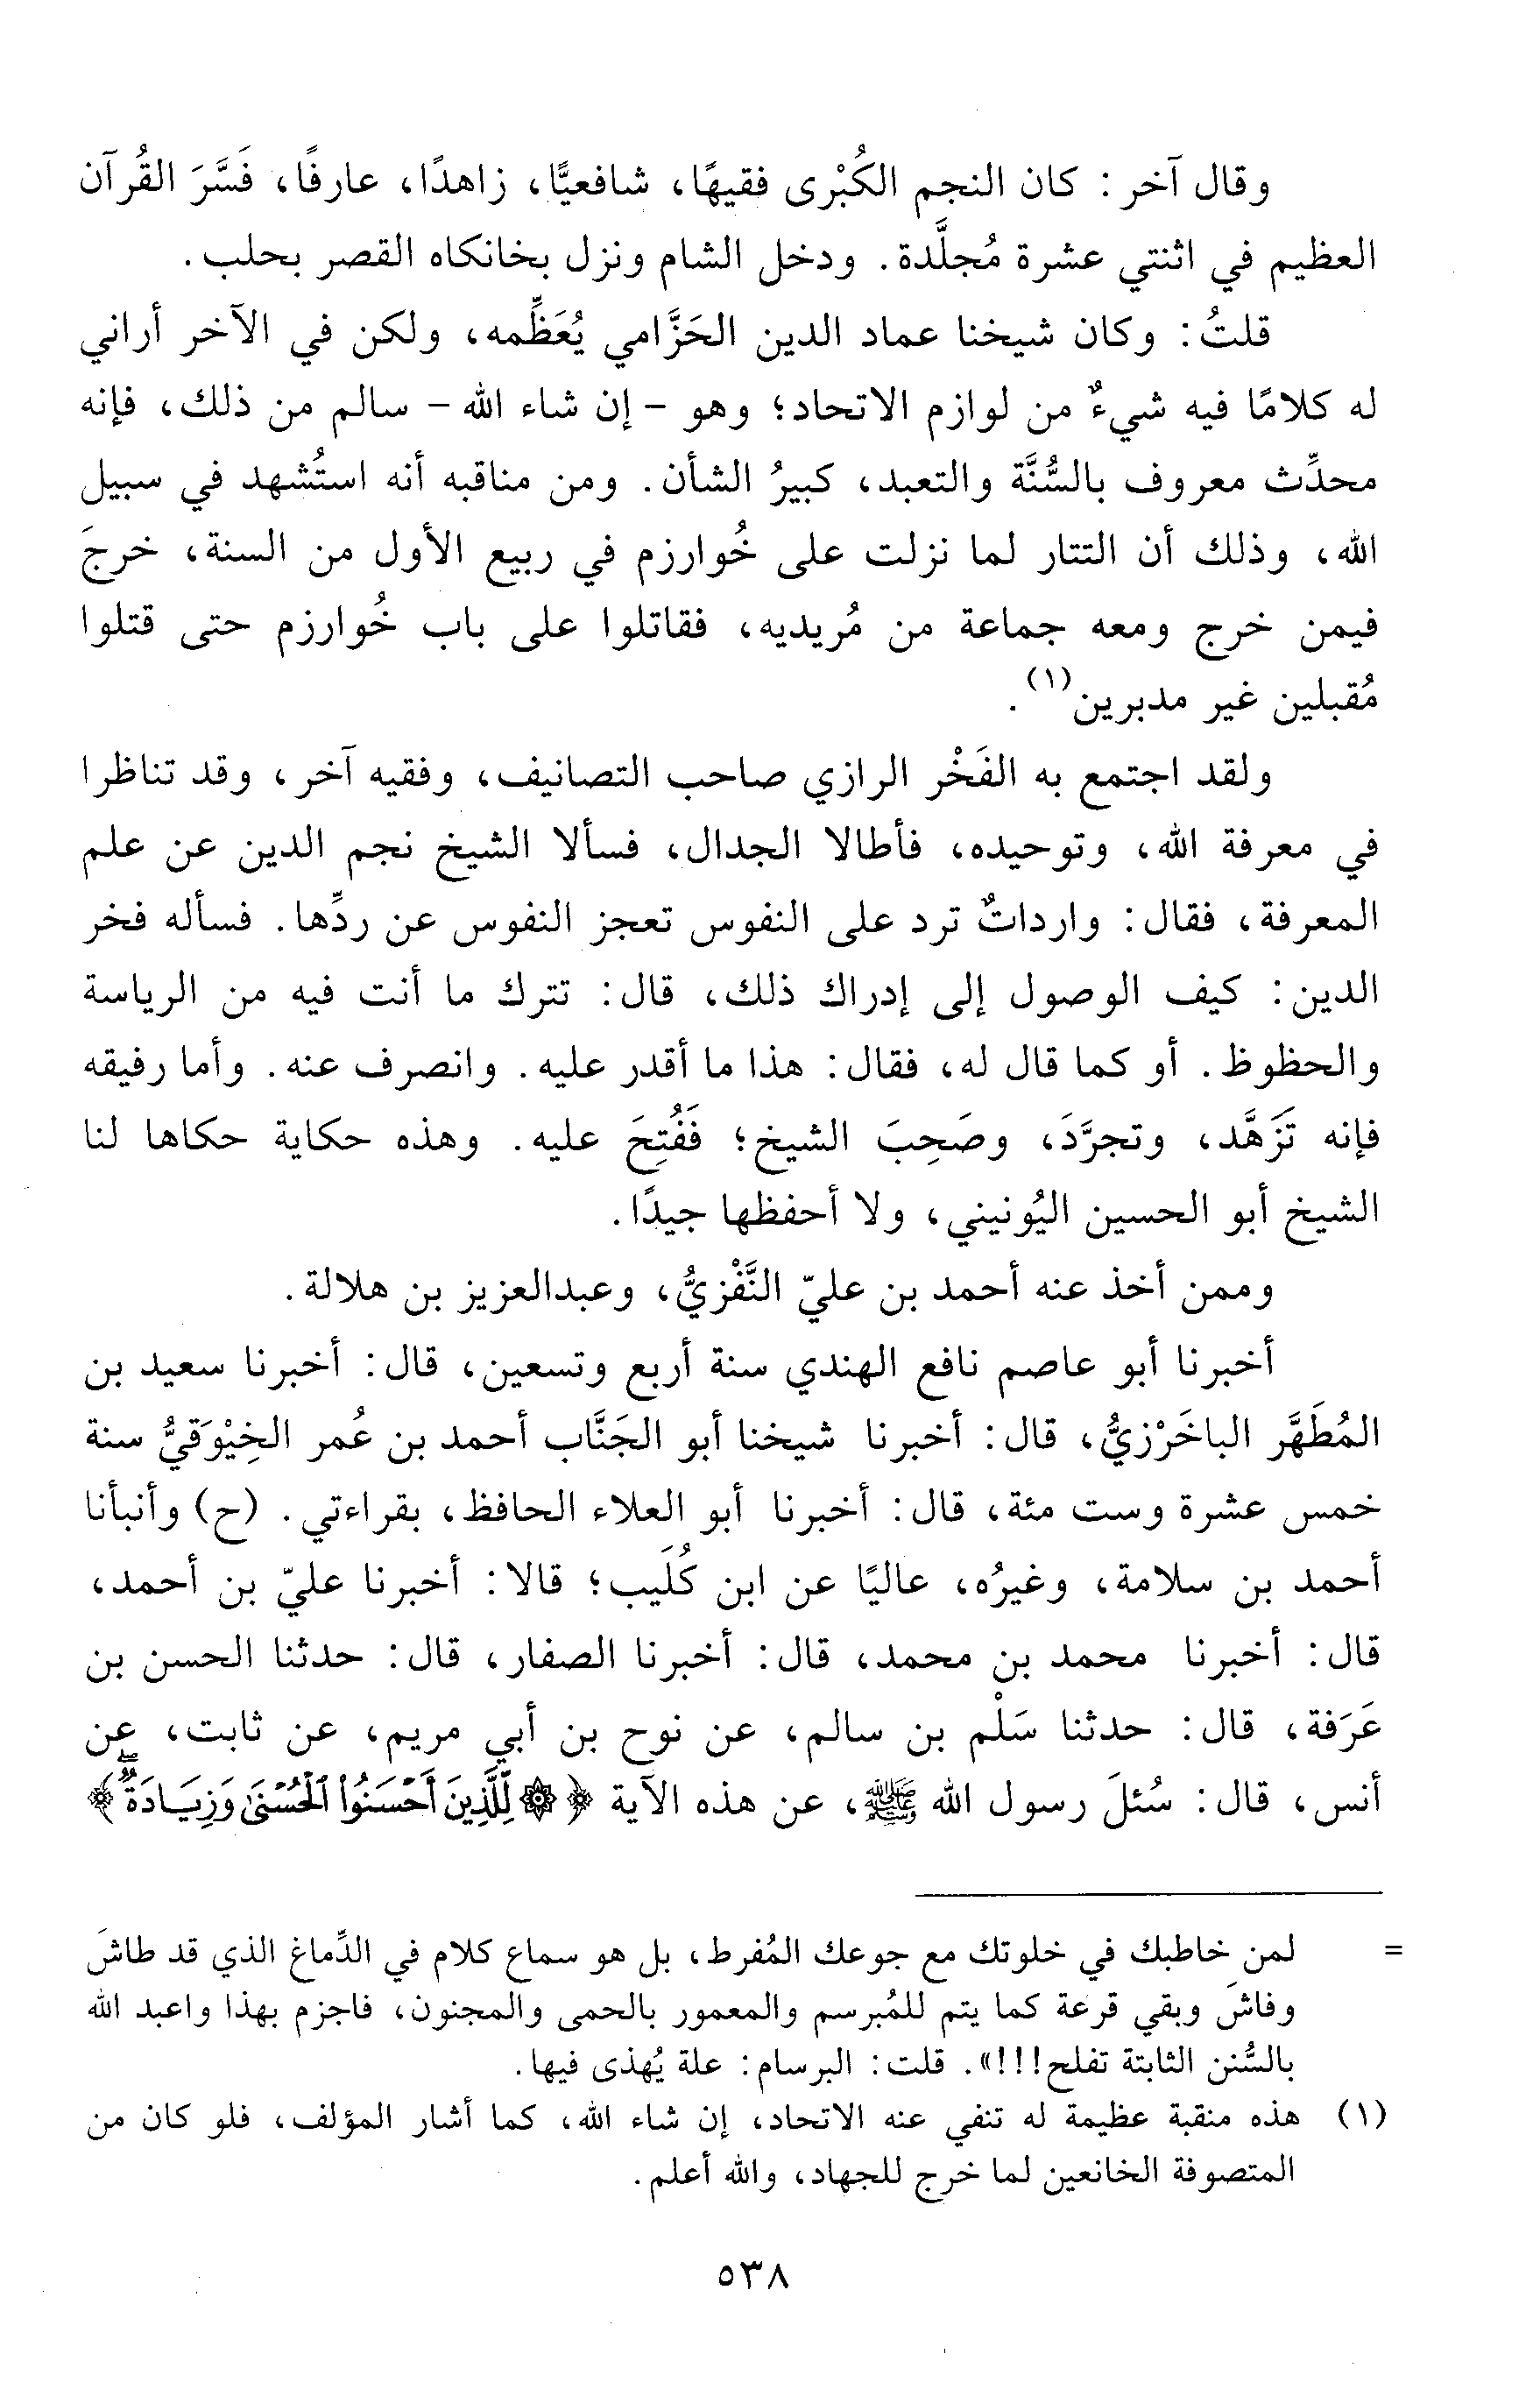 وقال آخر : كان النجم الكُبْرى فقيهًا، شافعيًّا، زاهدًا، عارفًا، فَسَّرَ القُرآن
العظيم في اثنتي عشرة مُجلَّدة . ودخل الشام ونزل بخانكاه القصر بحلب .
قلتُ : وكان شيخنا عماد الدين الحَزَّامي يُعَظِّمه، ولكن في الآخر أراني
له كلامًا فيه شيءٌ من لوازم الاتحاد؛ وهو - إن شاء الله - سالم من ذلك، فإنه
محدِّث معروف بالسُّنَّة والتعبد، كبيرُ الشأن. ومن مناقبه أنه استُشهد في سبيل
الله، وذلك أن التتار لما نزلت على خُوارزم في ربيع الأول من السنة، خرجَ
فيمن خرج ومعه جماعة من مُريديه، فقاتلوا على باب خُوارزم حتى قتلوا
مُقبلين غير مدبرين(١) .
ولقد اجتمع به الفَخْر الرازي صاحب التصانيف، وفقيه آخر، وقد تناظرا
في معرفة الله، وتوحيده، فأطالا الجدال، فسألا الشيخ نجم الدين عن علم
المعرفة، فقال : وارداتٌ ترد على النفوس تعجز النفوس عن ردِّها . فسأله فخر
الدين : كيف الوصول إلى إدراك ذلك، قال : تترك ما أنت فيه من الرياسة
والحظوظ . أو كما قال له، فقال : هذا ما أقدر عليه . وانصرف عنه . وأما رفيقه
فإنه تَزَهَّد، وتجرَّدَ، وصَحِبَ الشيخ؛ فَفُتِحَ عليه . وهذه حكاية حكاها لنا
الشيخ أبو الحسين اليُونيني، ولا أحفظها جيدًا .
وممن أخذ عنه أحمد بن عليّ النَّفْزيُّ، وعبدالعزيز بن هلالة .
أخبرنا أبو عاصم نافع الهندي سنة أربع وتسعين، قال : أخبرنا سعيد بن
المُطَهَّر الباخَرْزيُّ، قال : أخبرنا شيخنا أبو الجَنَّاب أحمد بن عُمر الخِيْوَقيُّ سنة
خمس عشرة وست مئة، قال : أخبرنا أبو العلاء الحافظ، بقراءتي . (ح) وأنبأنا
أحمد بن سلامة، وغيرُه، عاليًا عن ابن كُلَيب؛ قالا : أخبرنا عليّ بن أحمد،
قال : أخبرنا محمد بن محمد، قال : أخبرنا الصفار، قال : حدثنا الحسن بن
عَرَفة، قال : حدثنا سَلْم بن سالم، عن نوح بن أبي مريم، عن ثابت، عن
أنس، قال : سُئلَ رسول الله ﷺ، عن هذه الآية ﴿۞ لِّلَّذِينَ أَحْسَنُوا۟ ٱلْحُسْنَىٰ وَزِيَادَةٌ ۖ﴾
= لمن خاطبك في خلوتك مع جوعك المُفرط، بل هو سماع كلام في الدِّماغ الذي قد طاشَ
وفاشَ وبقي قرعة كما يتم للمُبرسم والمعمور بالحمى والمجنون، فاجزم بهذا واعبد الله
بالسُّنن الثابتة تفلح!!!». قلت : البرسام : علة يُهذى فيها .
(١) هذه منقبة عظيمة له تنفي عنه الاتحاد، إن شاء الله، كما أشار المؤلف، فلو كان من
المتصوفة الخانعين لما خرج للجهاد، والله أعلم .
٥٣٨